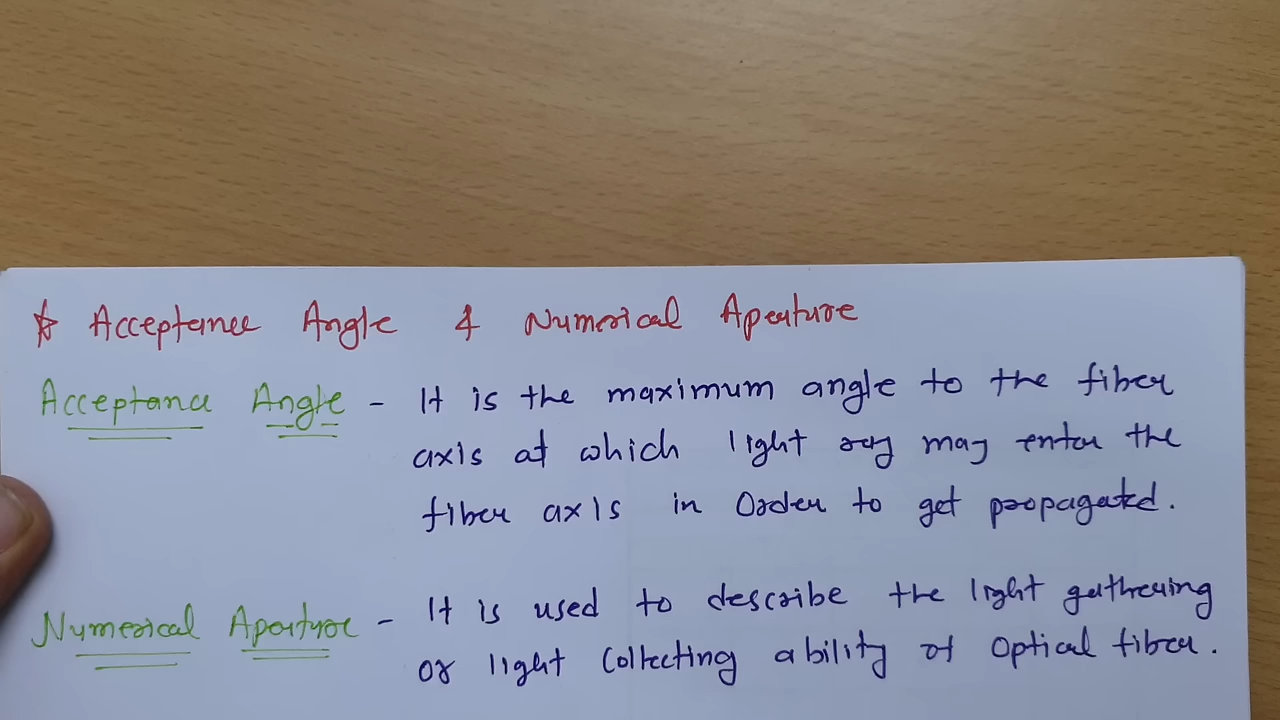 ☆ Acceptance Angle & Numerical Aperture
Acceptance Angle - It is the maximum angle to the fiber
axis at which light ray may enter the
fiber axis in order to get propagated.
Numerical Aperture - It is used to describe the light gathering
or light collecting ability of optical fiber.